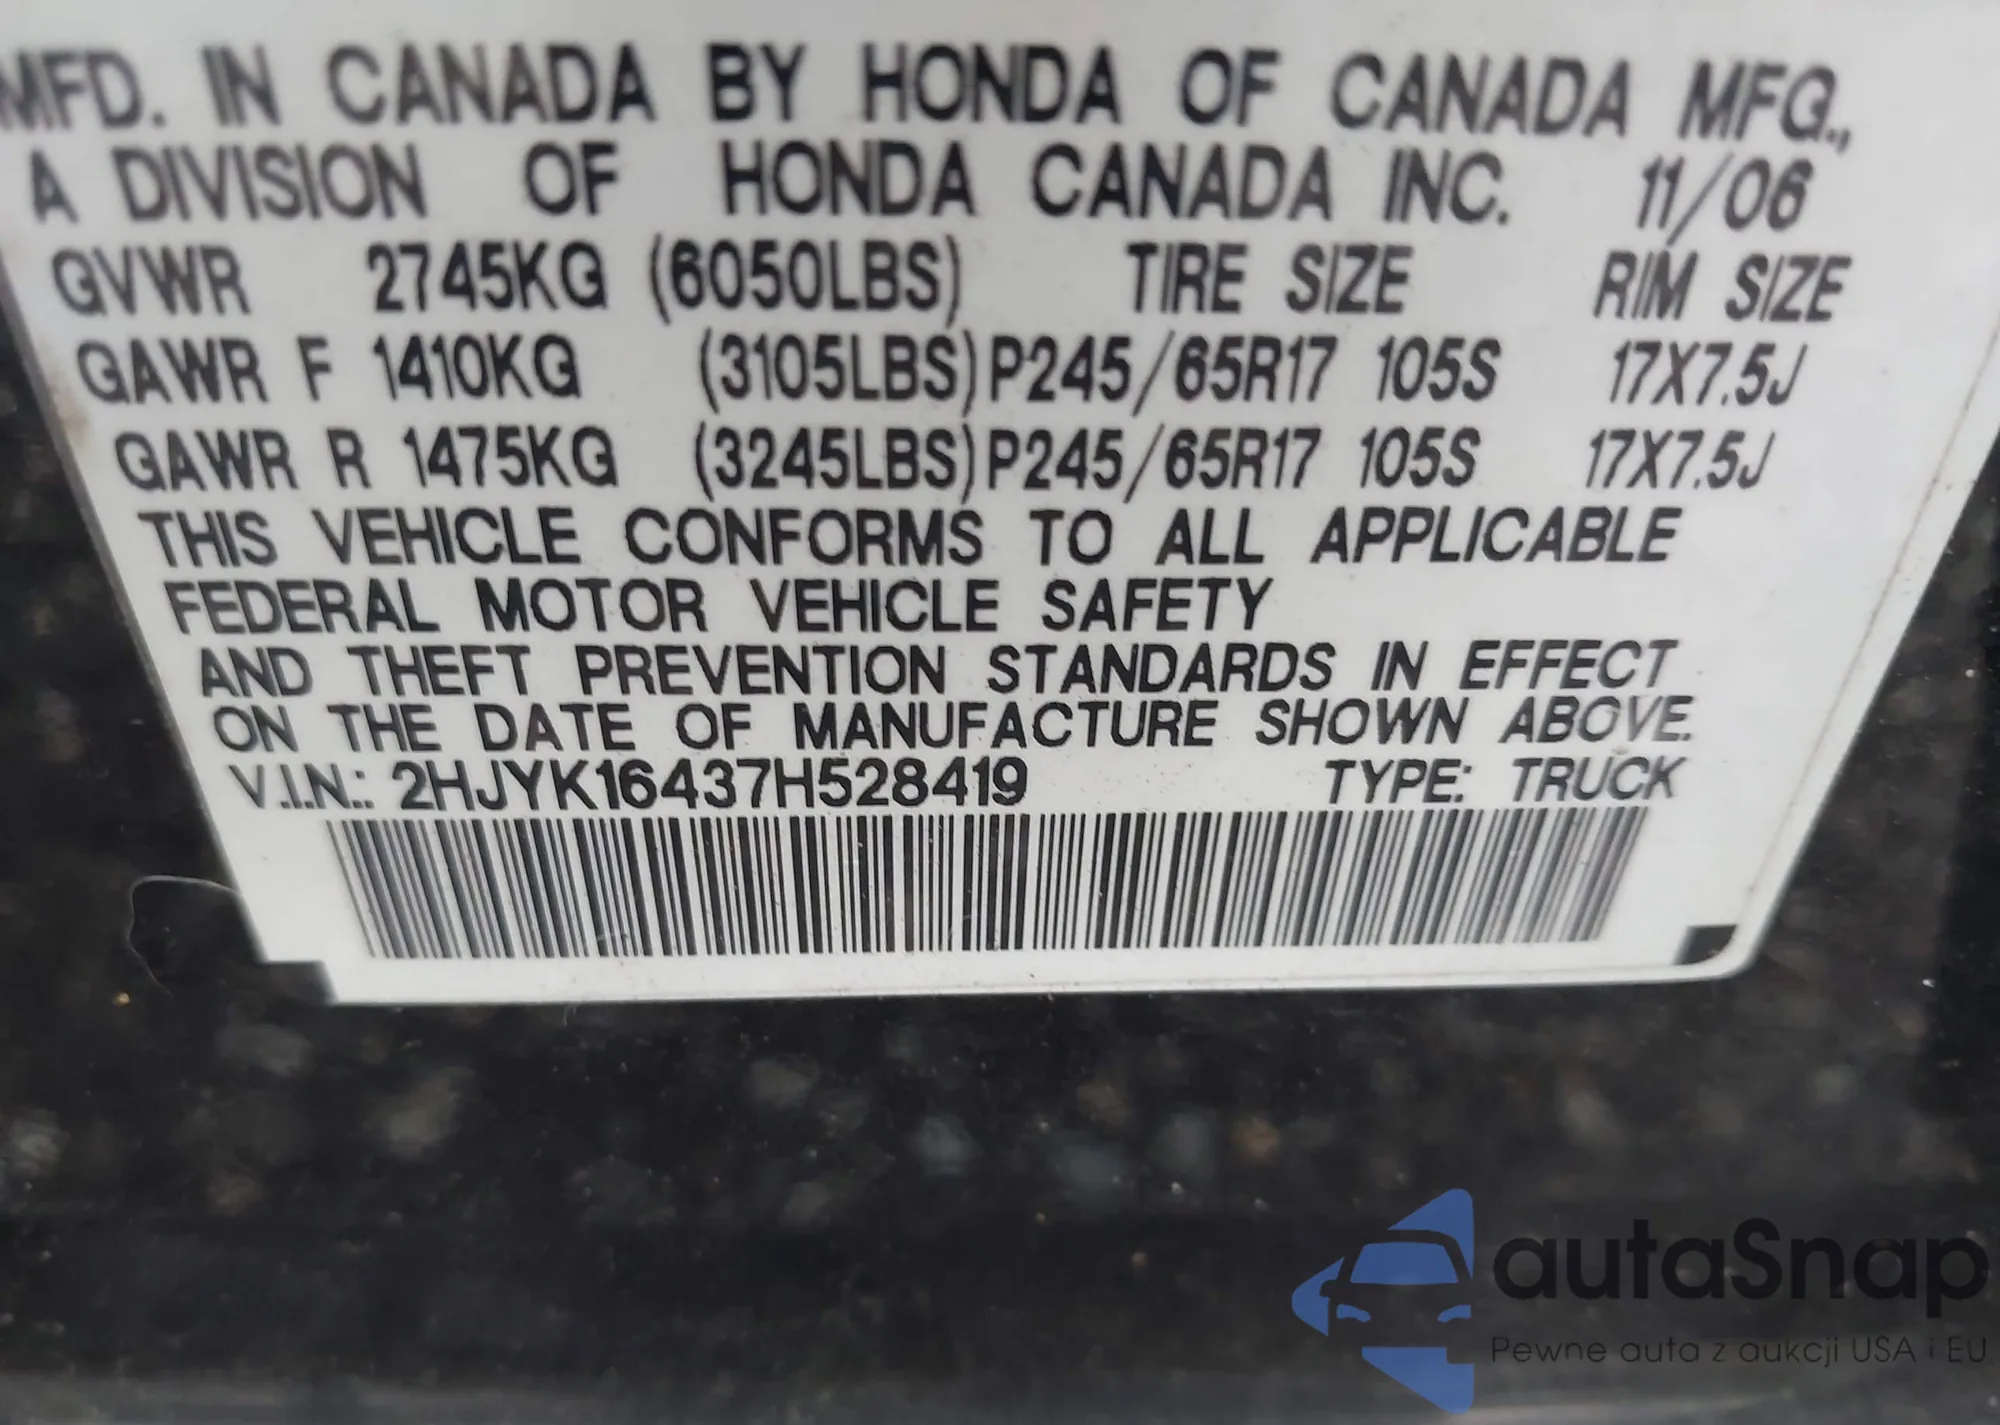 MFD. IN CANADA BY HONDA OF CANADA MFG.,
A DIVISION OF HONDA CANADA INC. 11/06
GVWR 2745KG (6050LBS) TIRE SIZE RIM SIZE
GAWR F 1410KG (3105LBS) P245/65R17 105S 17X7.5J
GAWR R 1475KG (3245LBS) P245/65R17 105S 17X7.5J
THIS VEHICLE CONFORMS TO ALL APPLICABLE
FEDERAL MOTOR VEHICLE SAFETY
AND THEFT PREVENTION STANDARDS IN EFFECT
ON THE DATE OF MANUFACTURE SHOWN ABOVE.
V.I.N.: 2HJYK16437H528419 TYPE: TRUCK
autaSnap
Pewne auta z aukcji USA i EU